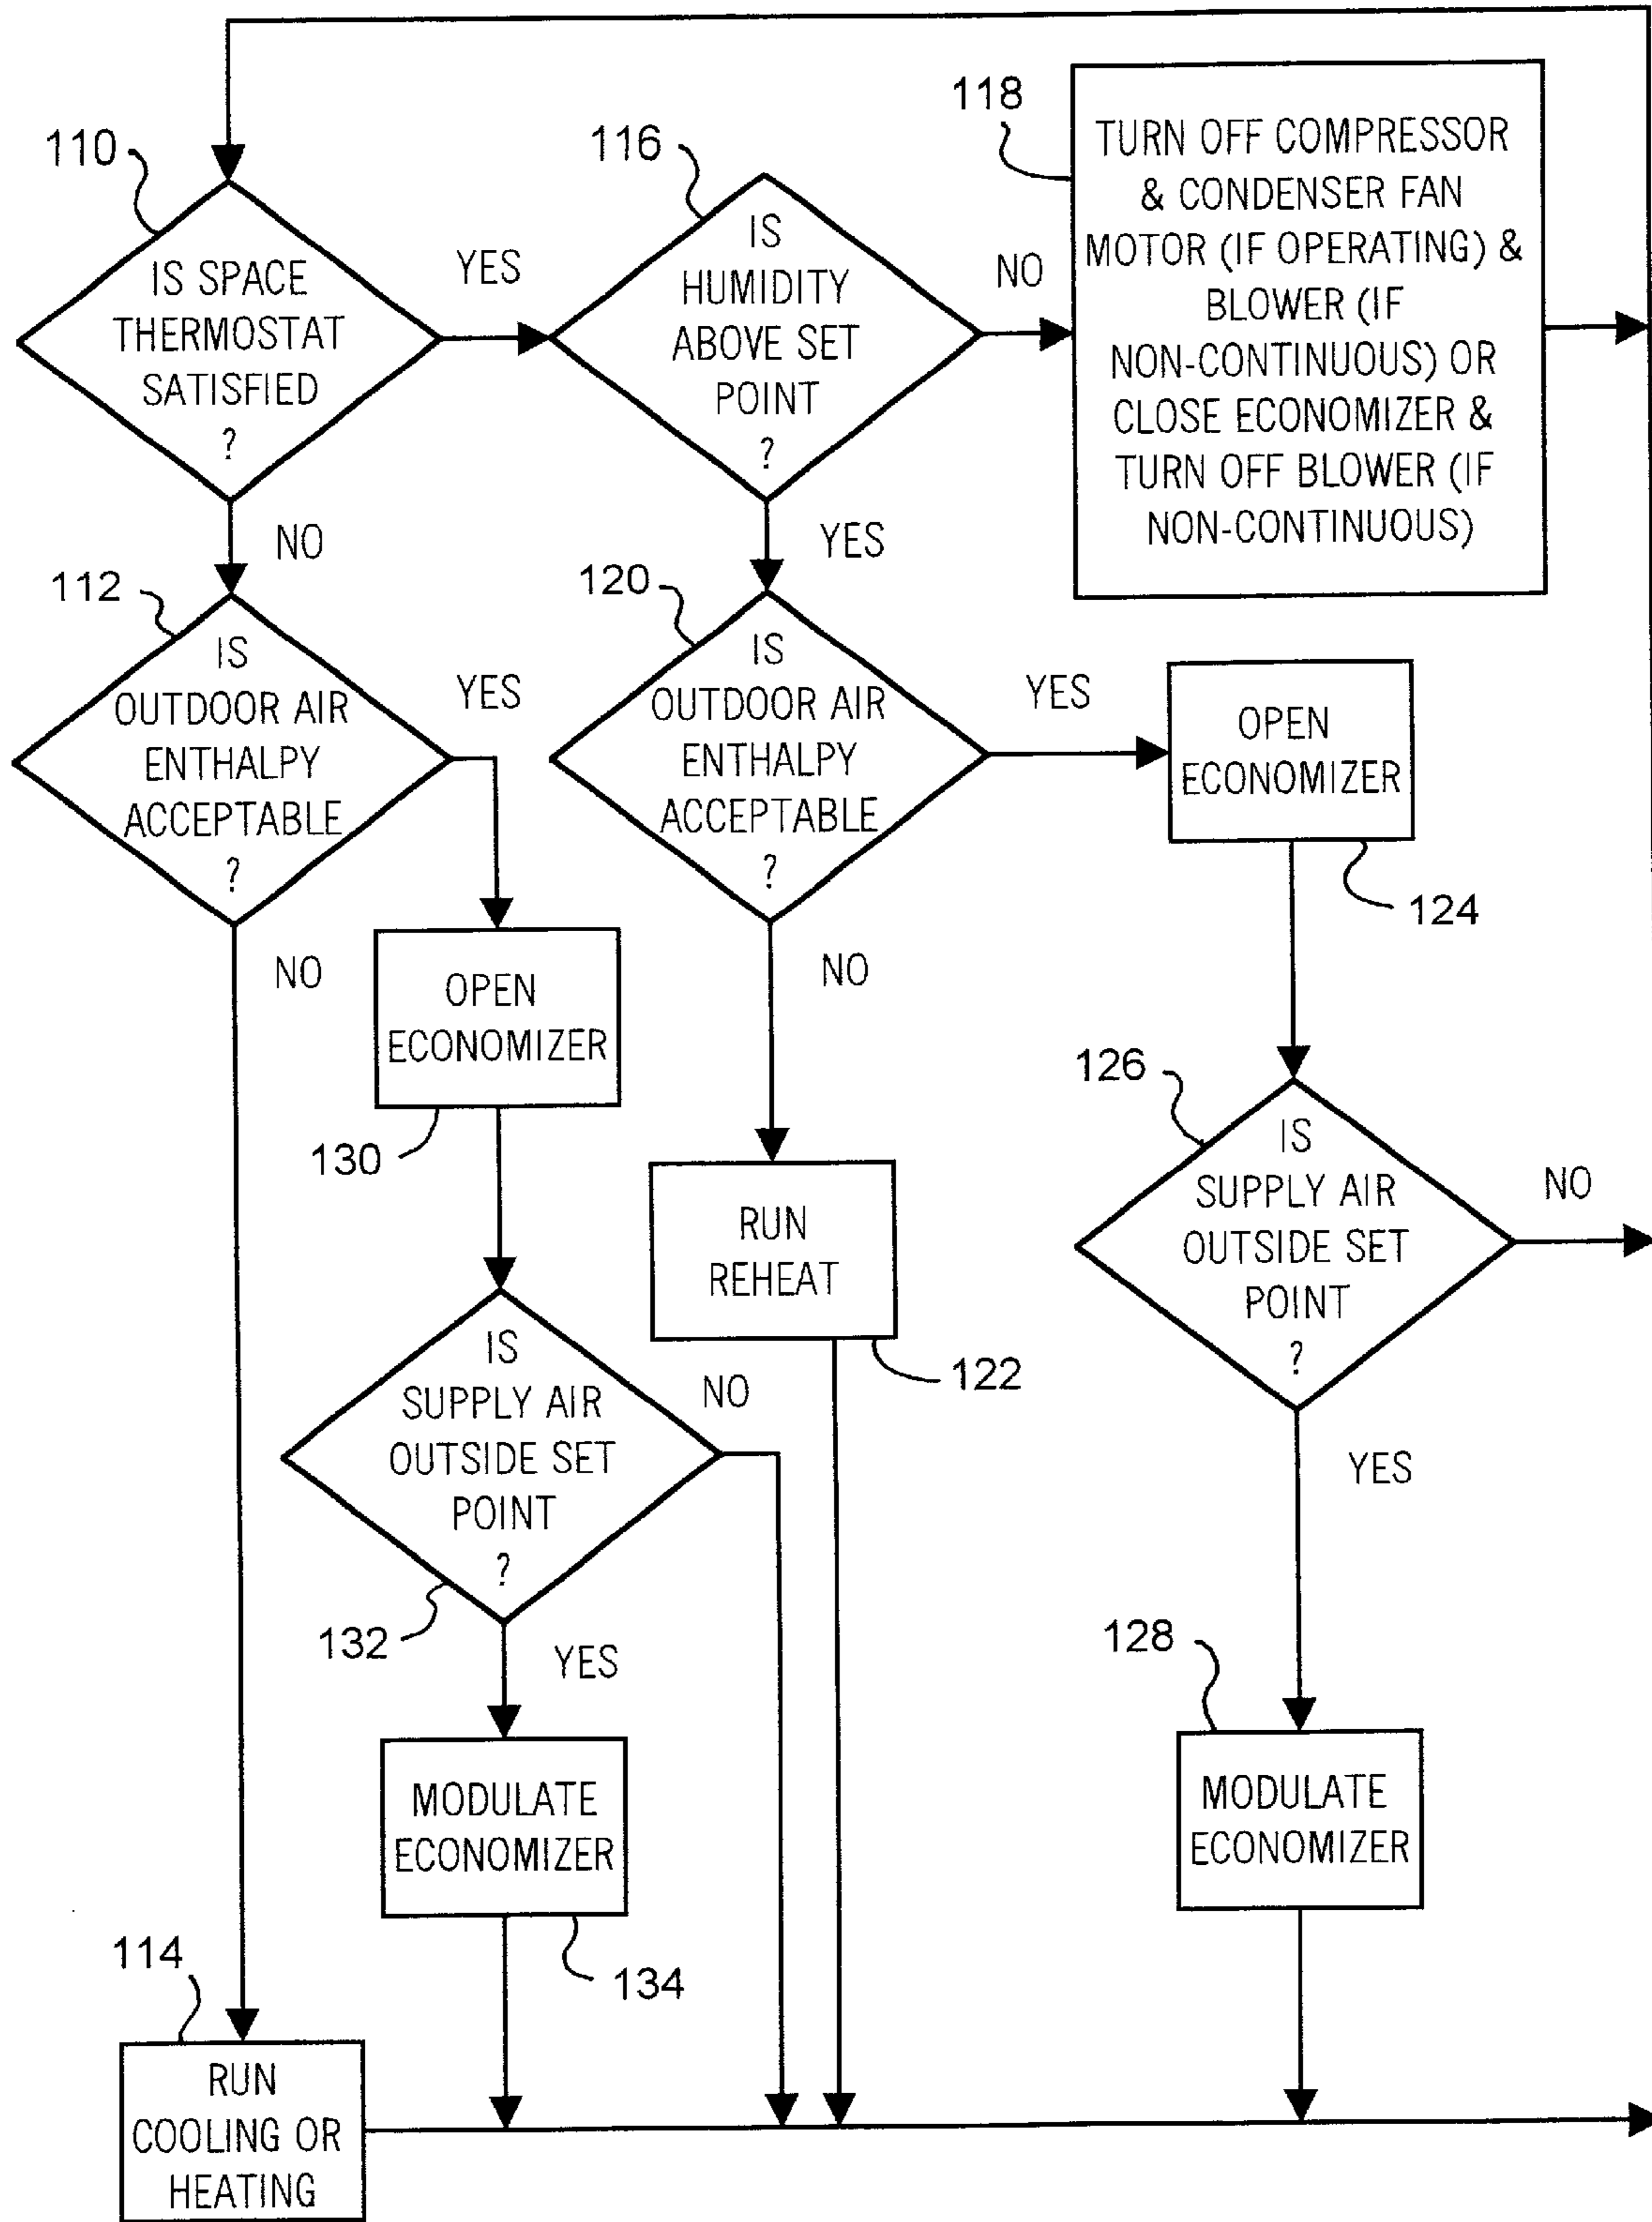 110
IS SPACE
THERMOSTAT
SATISFIED
?
YES
NO
116
IS
HUMIDITY
ABOVE SET
POINT
?
NO
YES
118
TURN OFF COMPRESSOR
& CONDENSER FAN
MOTOR (IF OPERATING) &
BLOWER (IF
NON-CONTINUOUS) OR
CLOSE ECONOMIZER &
TURN OFF BLOWER (IF
NON-CONTINUOUS)
112
IS
OUTDOOR AIR
ENTHALPY
ACCEPTABLE
?
YES
NO
120
IS
OUTDOOR AIR
ENTHALPY
ACCEPTABLE
?
YES
NO
OPEN
ECONOMIZER
124
OPEN
ECONOMIZER
130
RUN
REHEAT
122
126
IS
SUPPLY AIR
OUTSIDE SET
POINT
?
NO
YES
IS
SUPPLY AIR
OUTSIDE SET
POINT
?
NO
132
YES
128
MODULATE
ECONOMIZER
MODULATE
ECONOMIZER
134
114
RUN
COOLING OR
HEATING